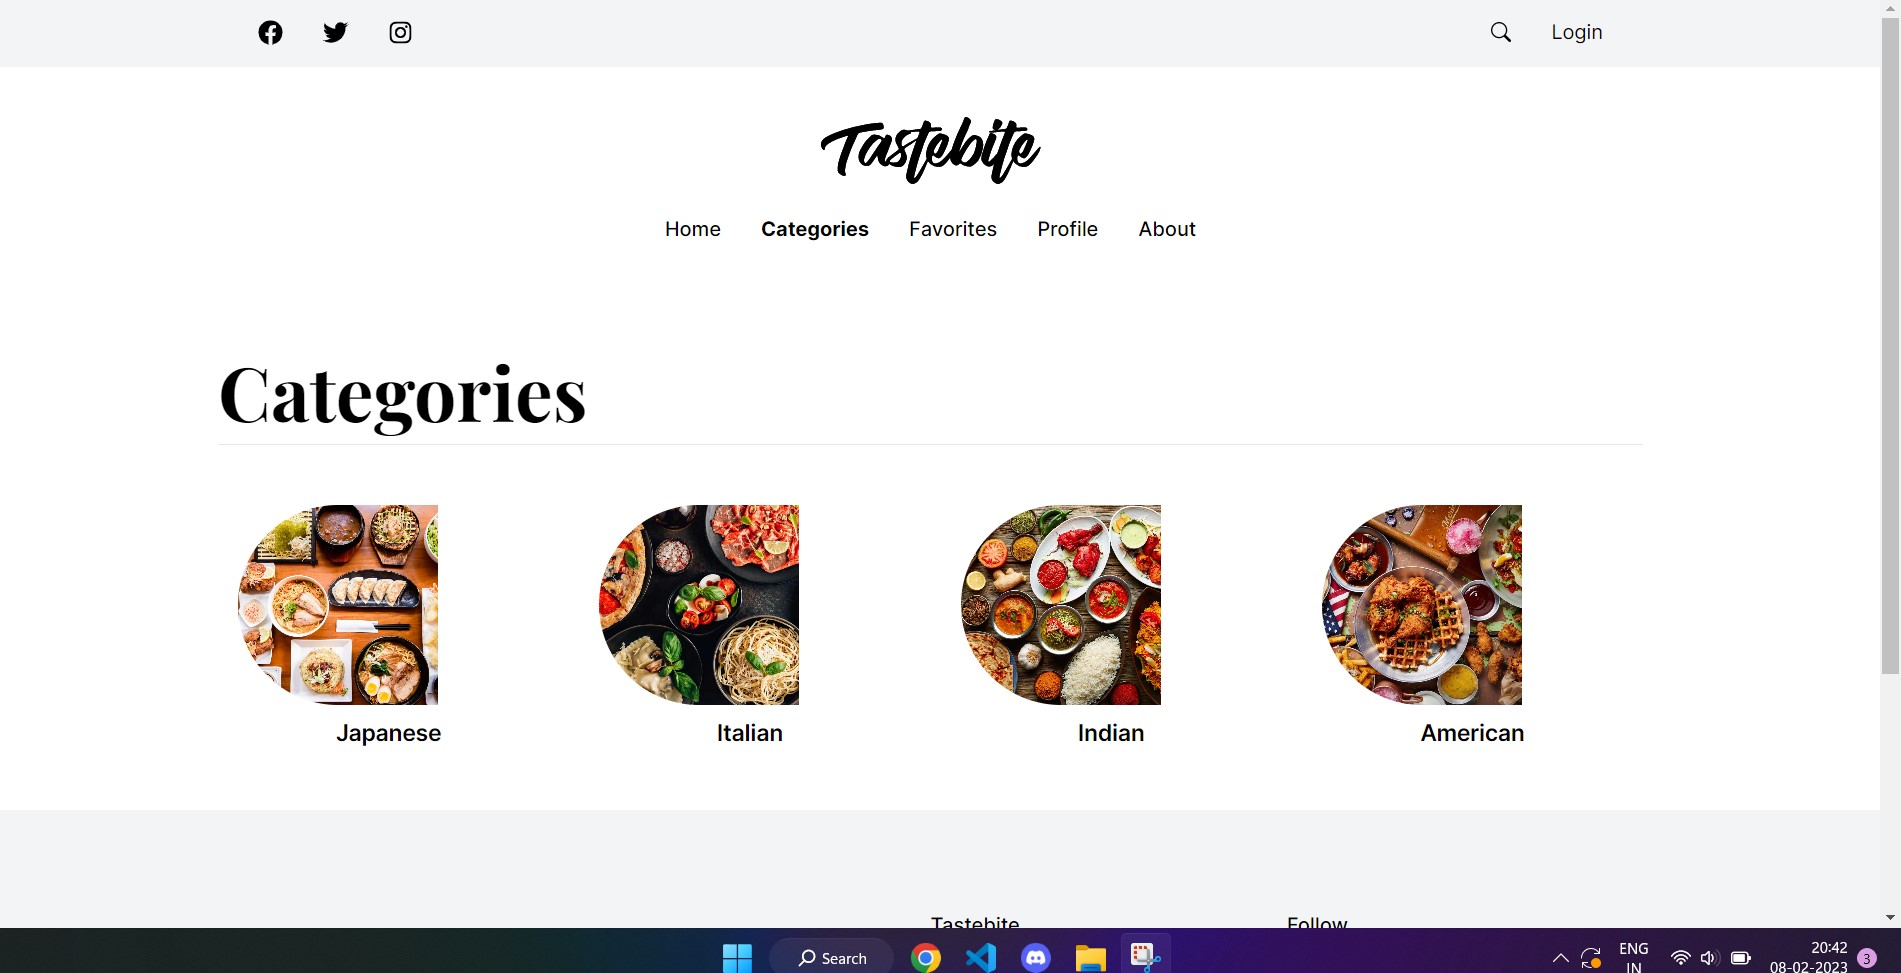 Login
Tastebite
Home Categories Favorites Profile About
Categories
Japanese Italian Indian American
Tastebite Follow
Search
ENG
IN
20:42
08-02-2023
3